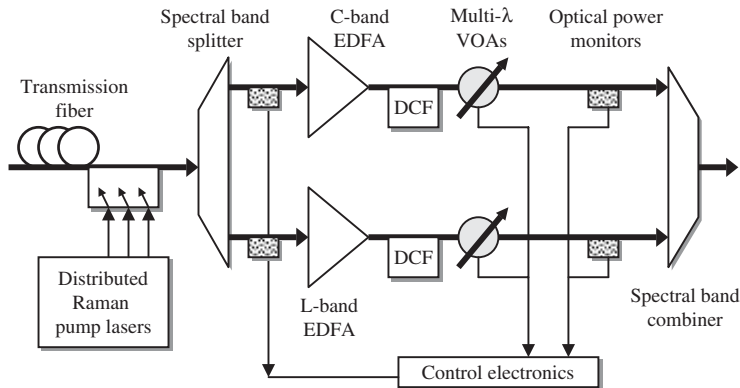 Spectral band
splitter
C-band
EDFA
Multi-λ
VOAs
Optical power
monitors
Transmission
fiber
DCF
DCF
Distributed
Raman
pump lasers
L-band
EDFA
Spectral band
combiner
Control electronics